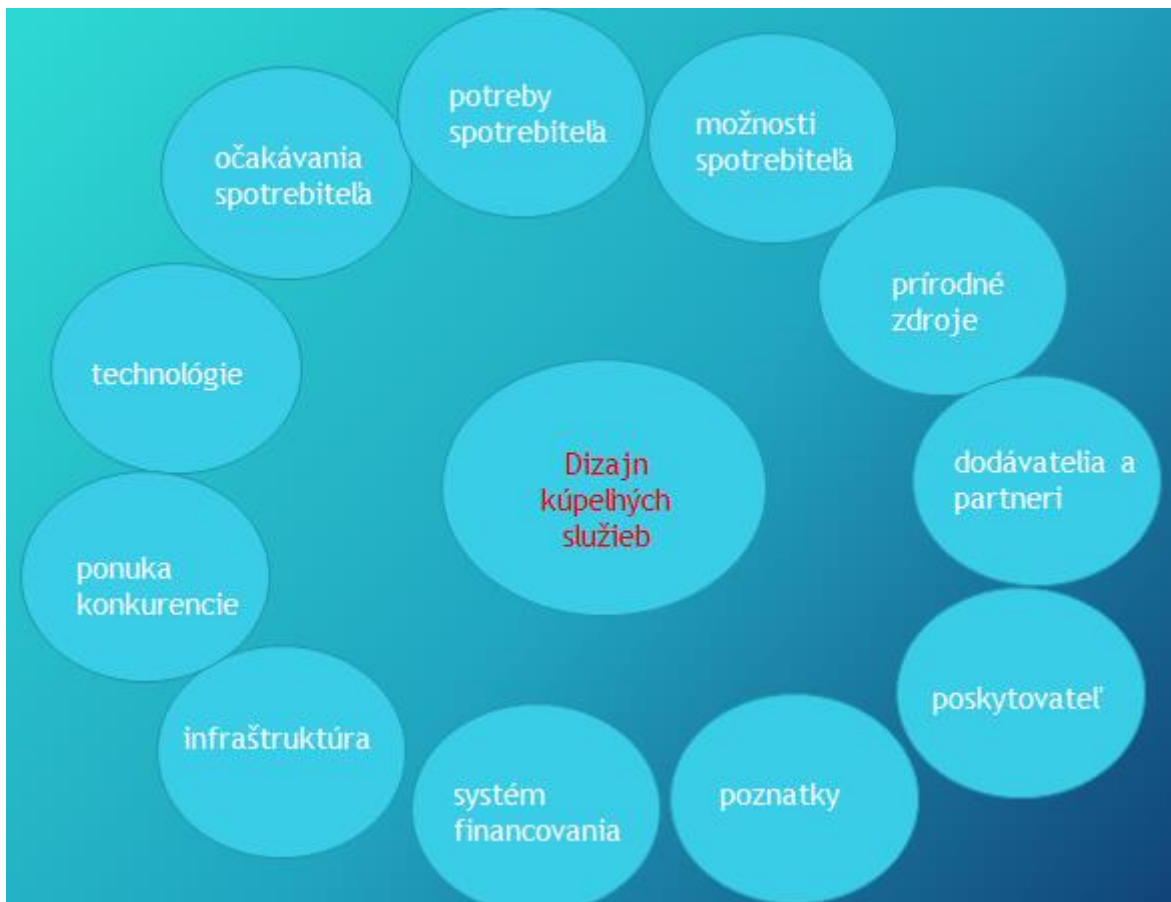 potreby
spotrebiteľa
možnosti
spotrebiteľa
prírodné
zdroje
dodávatelia a
partneri
poskytovateľ
poznatky
systém
financovania
infraštruktúra
ponuka
konkurencie
technológie
očakávania
spotrebiteľa
Dizajn
kúpeľných
služieb